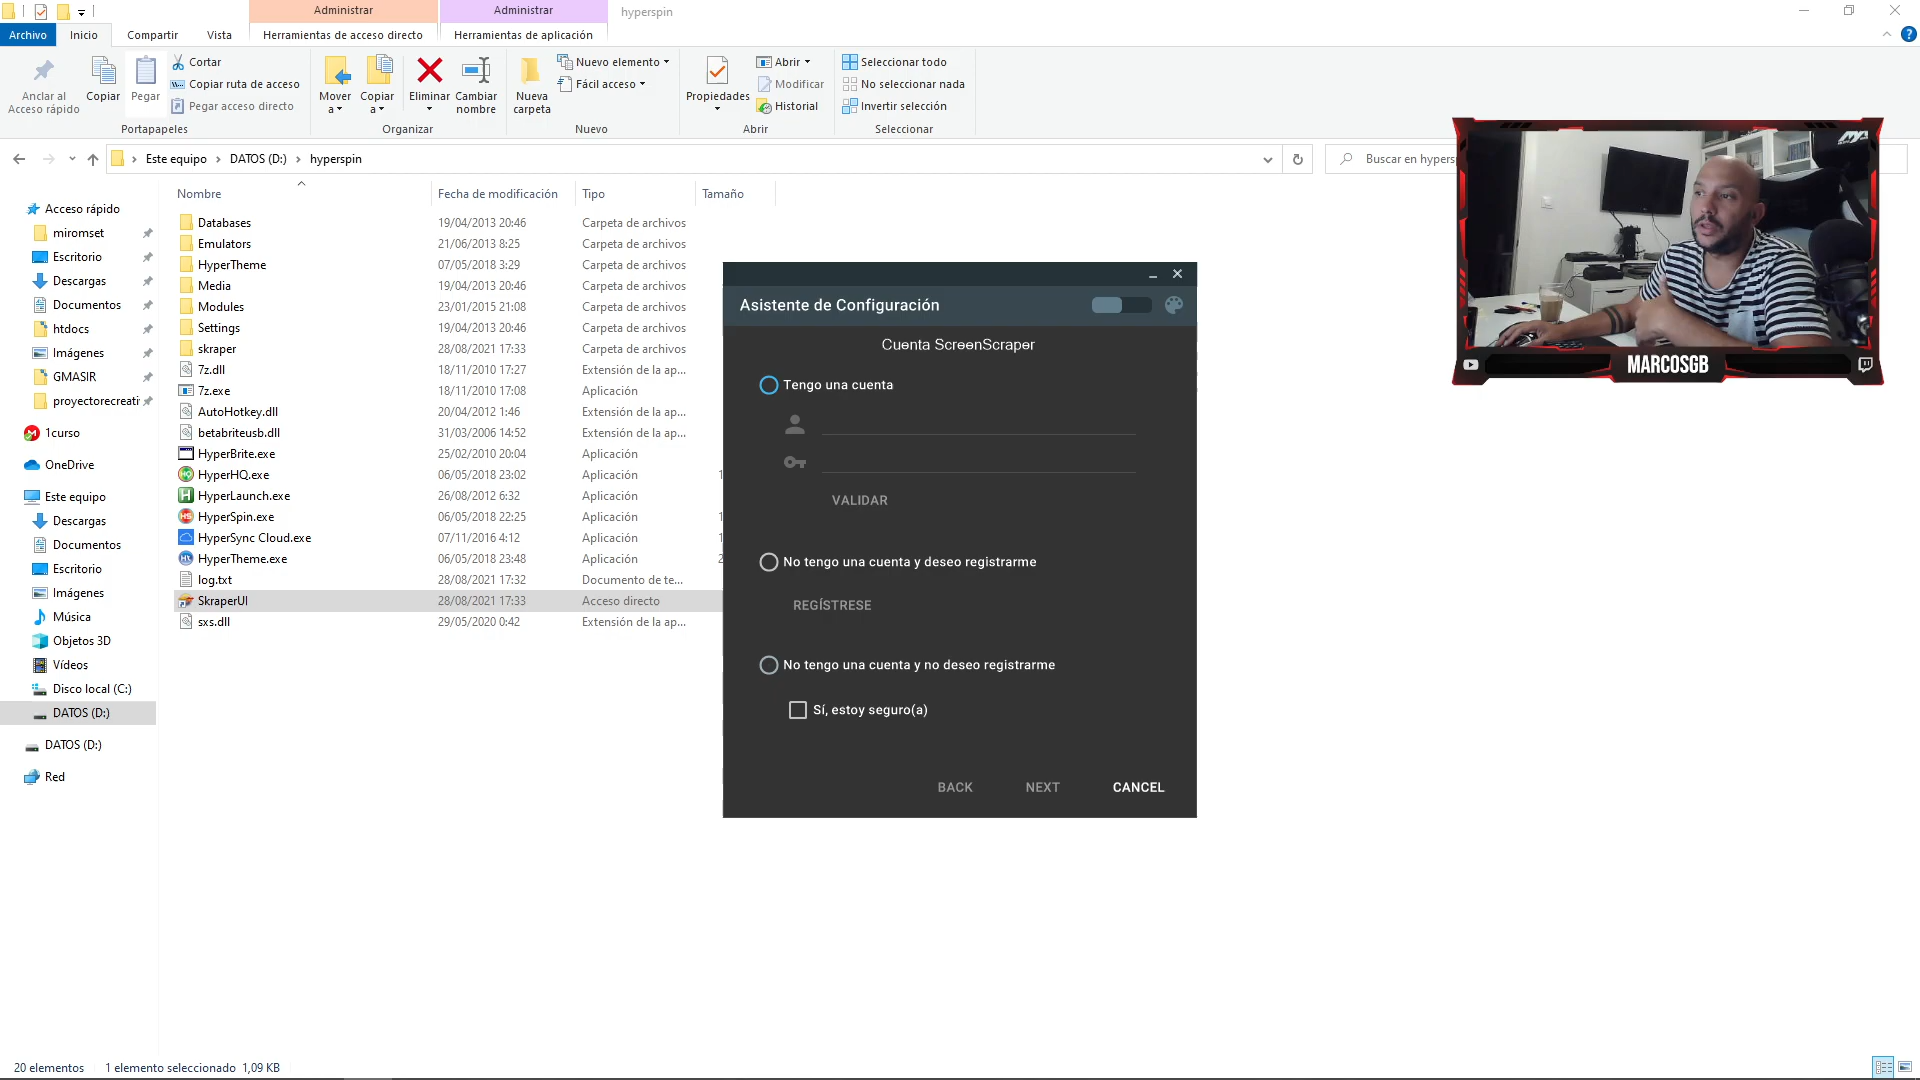 Administrar
Administrar
hyperspin
Archivo
Inicio
Compartir
Vista
Herramientas de acceso directo
Herramientas de aplicación
Anclar al
Acceso rápido
Copiar
Pegar
Cortar
Copiar ruta de acceso
Pegar acceso directo
Portapapeles
Mover
a
Copiar
a
Eliminar
Cambiar
nombre
Organizar
Nueva
carpeta
Nuevo elemento
Fácil acceso
Nuevo
Propiedades
Abrir
Modificar
Historial
Abrir
Seleccionar todo
No seleccionar nada
Invertir selección
Seleccionar
Este equipo › DATOS (D:) › hyperspin
Buscar en hypers
Nombre Fecha de modificación Tipo Tamaño
Databases 19/04/2013 20:46 Carpeta de archivos
Emulators 21/06/2013 8:25 Carpeta de archivos
HyperTheme 07/05/2018 3:29 Carpeta de archivos
Media 19/04/2013 20:46 Carpeta de archivos
Modules 23/01/2015 21:08 Carpeta de archivos
Settings 19/04/2013 20:46 Carpeta de archivos
skraper 28/08/2021 17:33 Carpeta de archivos
7z.dll 18/11/2010 17:27 Extensión de la ap...
7z.exe 18/11/2010 17:08 Aplicación
AutoHotkey.dll 20/04/2012 1:46 Extensión de la ap...
betabriteusb.dll 31/03/2006 14:52 Extensión de la ap...
HyperBrite.exe 25/02/2010 20:04 Aplicación
HyperHQ.exe 06/05/2018 23:02 Aplicación 1
HyperLaunch.exe 26/08/2012 6:32 Aplicación
HyperSpin.exe 06/05/2018 22:25 Aplicación 1
HyperSync Cloud.exe 07/11/2016 4:12 Aplicación 1
HyperTheme.exe 06/05/2018 23:48 Aplicación 2
log.txt 28/08/2021 17:32 Documento de te...
SkraperUI 28/08/2021 17:33 Acceso directo
sxs.dll 29/05/2020 0:42 Extensión de la ap...
Acceso rápido
miromset
Escritorio
Descargas
Documentos
htdocs
Imágenes
GMASIR
proyectorecreati
1curso
OneDrive
Este equipo
Descargas
Documentos
Escritorio
Imágenes
Música
Objetos 3D
Vídeos
Disco local (C:)
DATOS (D:)
DATOS (D:)
Red
Asistente de Configuración
Cuenta ScreenScraper
Tengo una cuenta
VALIDAR
No tengo una cuenta y deseo registrarme
REGÍSTRESE
No tengo una cuenta y no deseo registrarme
Sí, estoy seguro(a)
BACK NEXT CANCEL
MARCOSGB
20 elementos 1 elemento seleccionado 1,09 KB